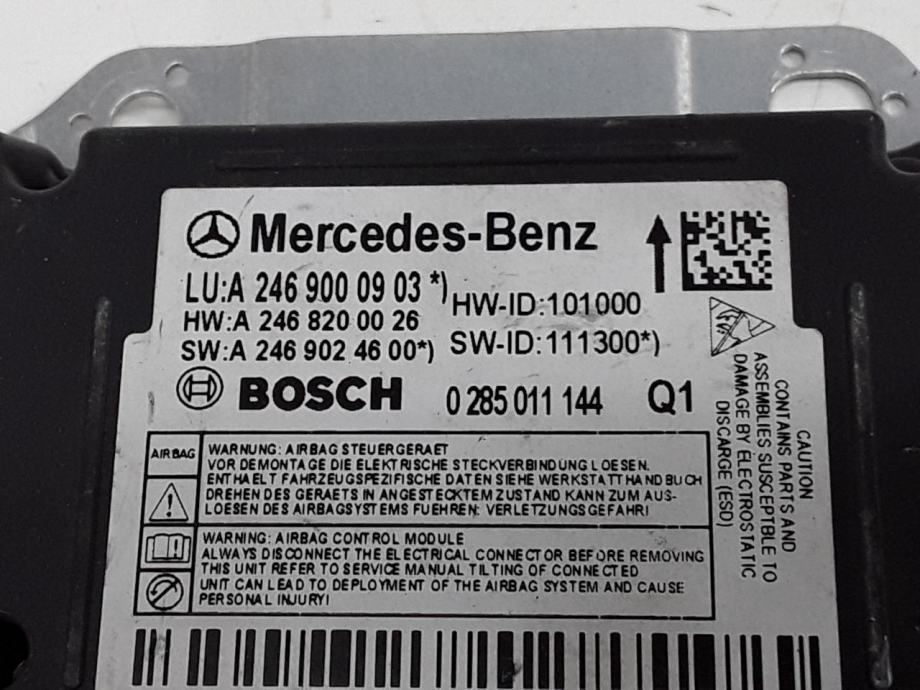 Mercedes-Benz
LU:A 246 900 09 03 *)
HW-ID:101000
HW:A 246 820 00 26
SW:A 246 902 46 00*)
SW-ID:111300*)
BOSCH
0 285 011 144
Q1
AIRBAG
WARNUNG: AIRBAG STEUERGERAET
VOR DEMONTAGE DIE ELEKTRISCHE STECKVERBINDUNG LOESEN.
ENTHAELT FAHRZEUGSPEZIFISCHE DATEN SIEHE WERKSTATTHANDBUCH
DREHEN DES GERAETS IN ANGESTECKTEM ZUSTAND KANN ZUM AUS-
LOESEN DES AIRBAGSYSTEMS FUEHREN: VERLETZUNGSGEFAHR!
WARNING: AIRBAG CONTROL MODULE
ALWAYS DISCONNECT THE ELECTRICAL CONNECTOR BEFORE REMOVING
THIS UNIT REFER TO SERVICE MANUAL TILTING OF CONNECTED
UNIT CAN LEAD TO DEPLOYMENT OF THE AIRBAG SYSTEM AND CAUSE
PERSONAL INJURY!
CAUTION
CONTAINS PARTS AND
ASSEMBLIES SUSCEPTBLE TO
DAMAGE BY ELECTROSTATIC
DISCHARGE (ESD)